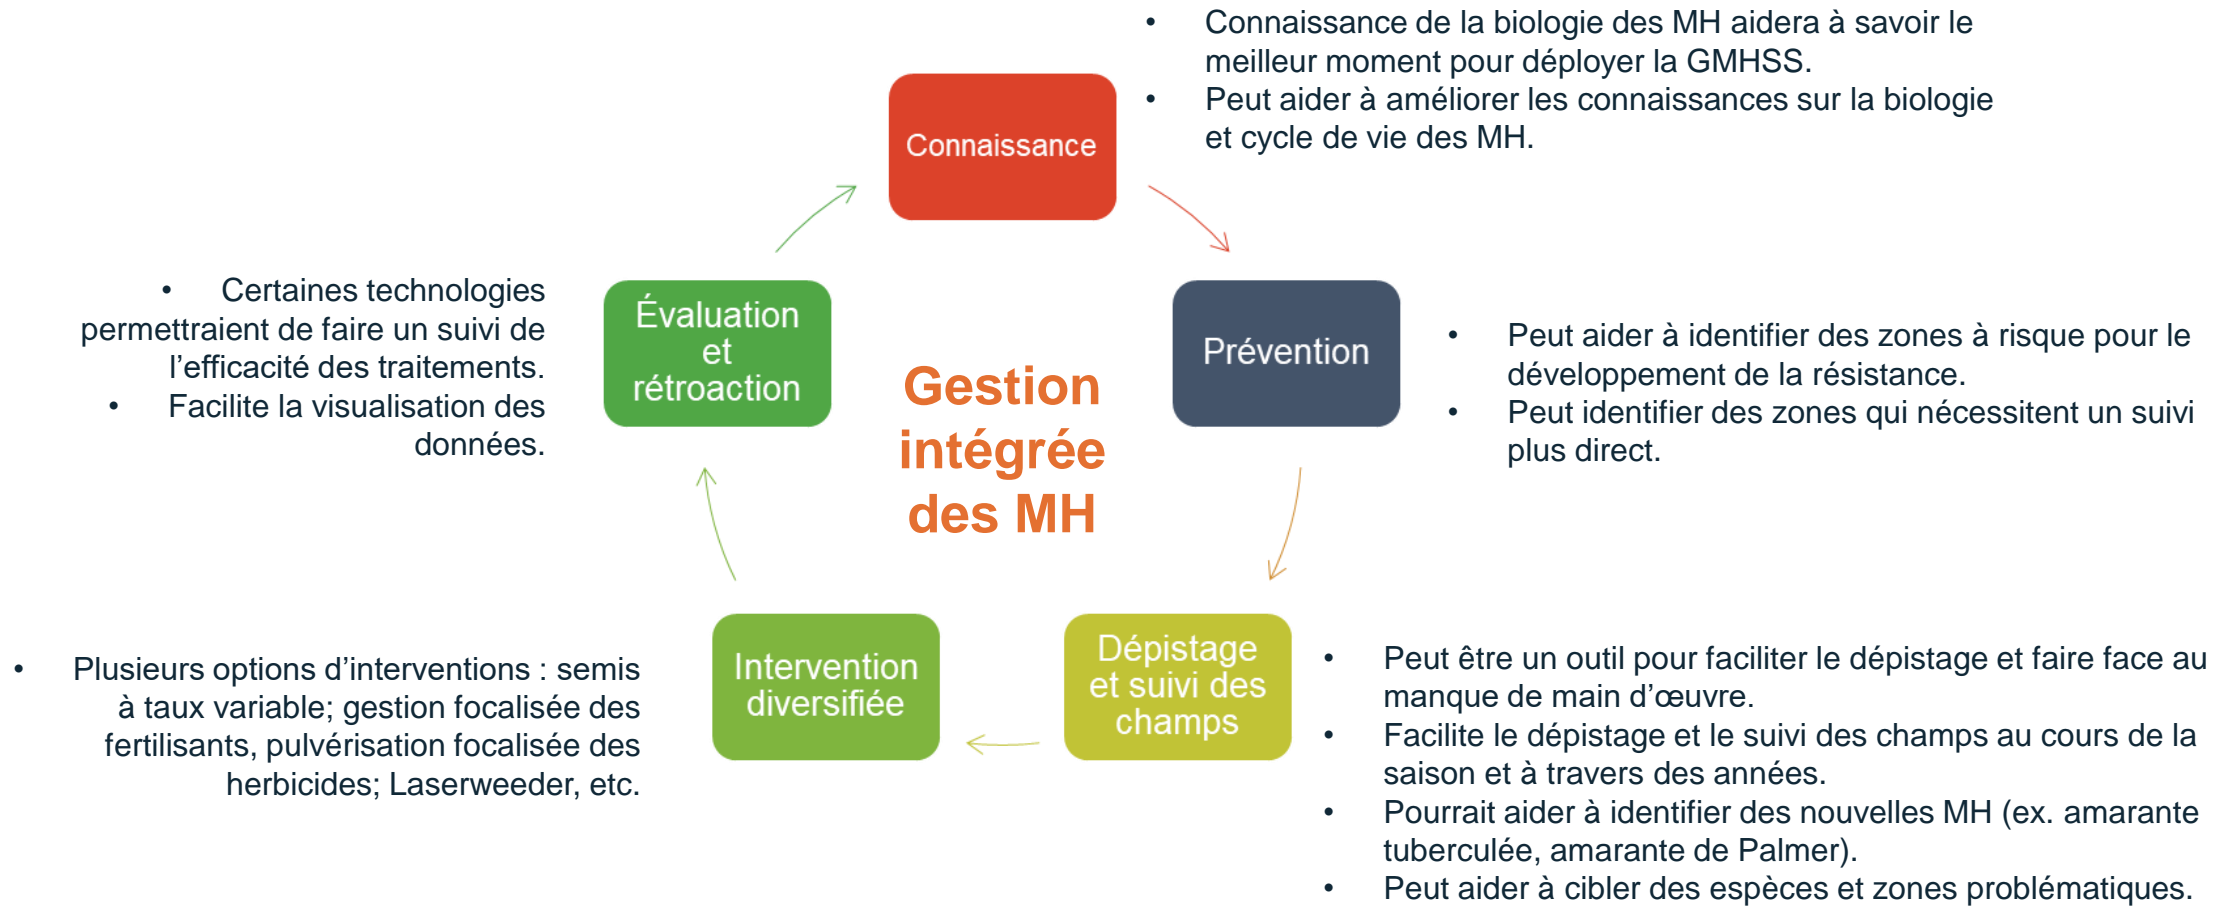 • Connaissance de la biologie des MH aidera à savoir le
meilleur moment pour déployer la GMHSS.
• Peut aider à améliorer les connaissances sur la biologie
et cycle de vie des MH.
Connaissance
• Certaines technologies
permettraient de faire un suivi de
l’efficacité des traitements.
• Facilite la visualisation des
données.
Évaluation
et
rétroaction
Gestion
intégrée
des MH
Prévention
• Peut aider à identifier des zones à risque pour le
développement de la résistance.
• Peut identifier des zones qui nécessitent un suivi
plus direct.
• Plusieurs options d’interventions : semis
à taux variable; gestion focalisée des
fertilisants, pulvérisation focalisée des
herbicides; Laserweeder, etc.
Intervention
diversifiée
Dépistage
et suivi des
champs
• Peut être un outil pour faciliter le dépistage et faire face au
manque de main d’œuvre.
• Facilite le dépistage et le suivi des champs au cours de la
saison et à travers des années.
• Pourrait aider à identifier des nouvelles MH (ex. amarante
tuberculée, amarante de Palmer).
• Peut aider à cibler des espèces et zones problématiques.